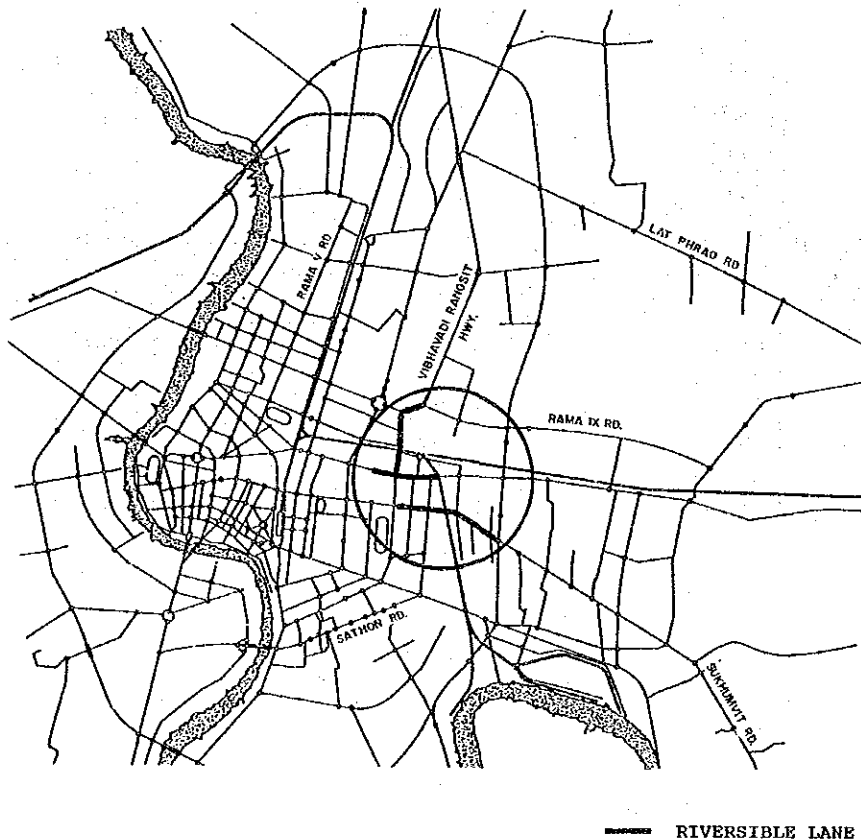 LAT PHRAO RD
RAMA V RD
VIBHAVADI RANGSIT
HWY.
RAMA IX RD.
SATHON RD.
SUKHUMVIT RD.
RIVERSIBLE LANE